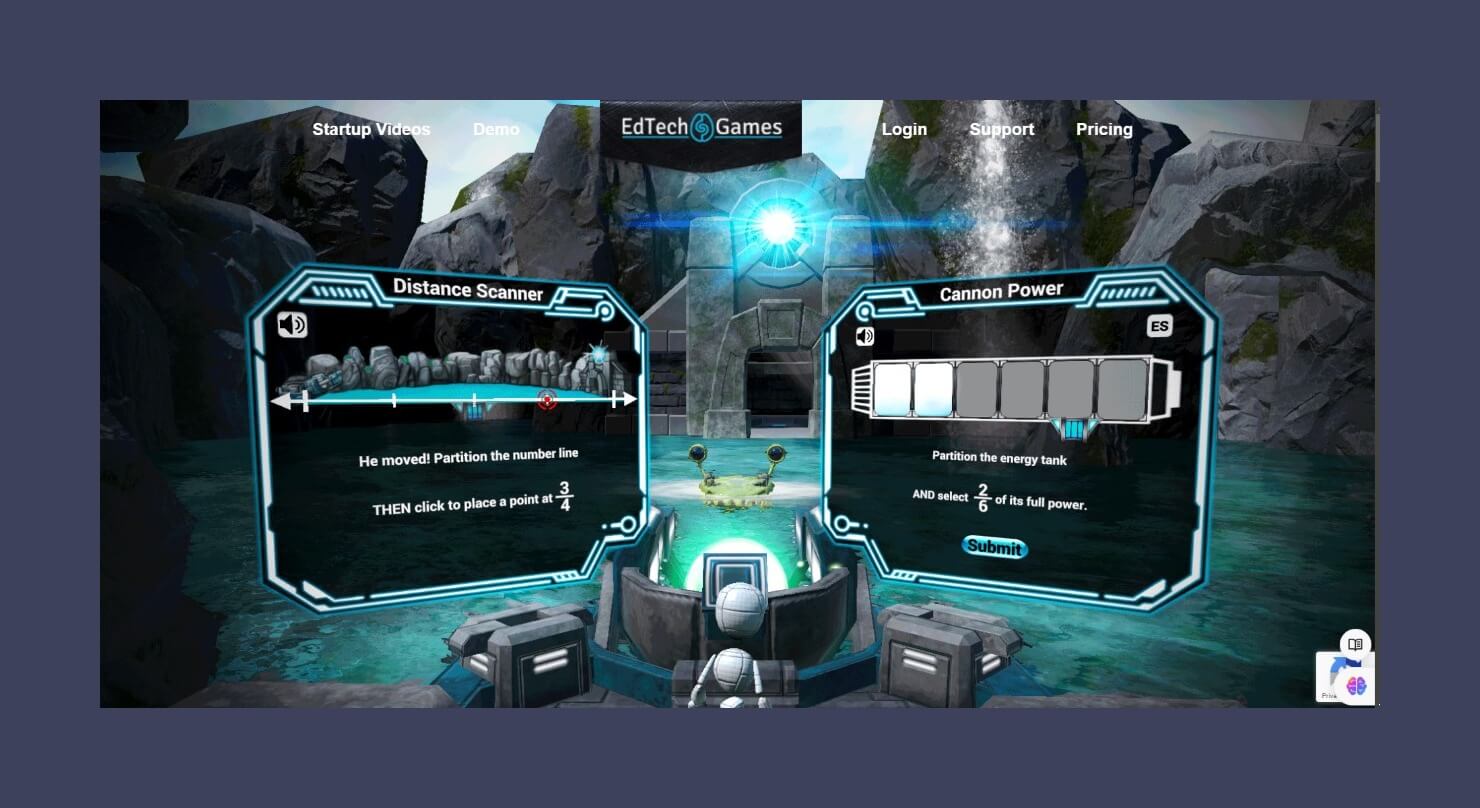 Startup Videos
Demo
EdTech Games
Login
Support
Pricing
Distance Scanner
He moved! Partition the number line
THEN click to place a point at 3/4
Cannon Power
ES
Partition the energy tank
AND select 2/6 of its full power.
Submit